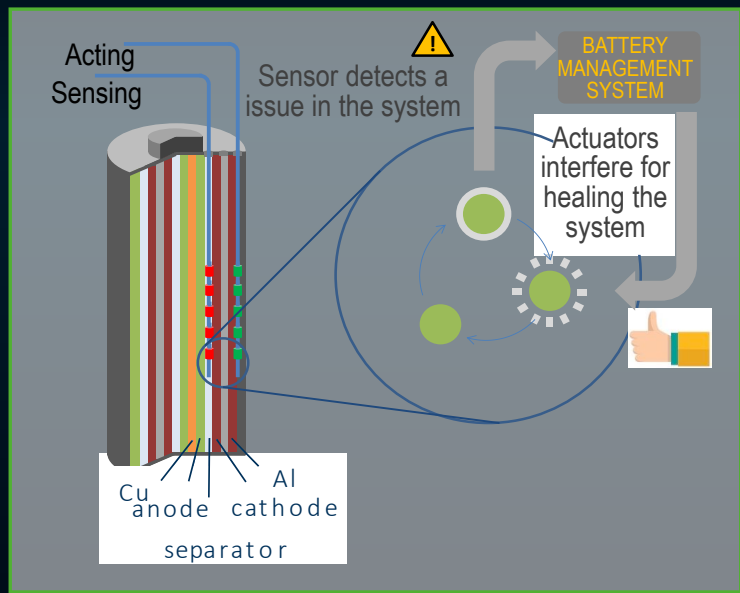 Acting
Sensing
Sensor detects a
issue in the system
!
BATTERY
MANAGEMENT
SYSTEM
Actuators
interfere for
healing the
system
Cu
anode
separator
cathode
Al